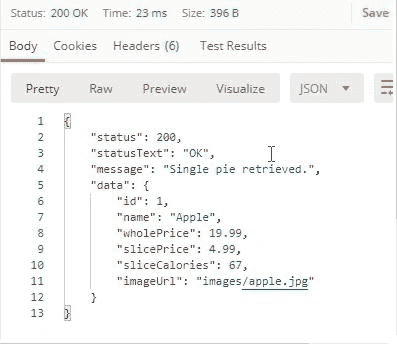 Status: 200 OK Time: 23 ms Size: 396 B Save
Body Cookies Headers (6) Test Results
Pretty Raw Preview Visualize JSON
1 {
2 "status": 200,
3 "statusText": "OK",
4 "message": "Single pie retrieved.",
5 "data": {
6 "id": 1,
7 "name": "Apple",
8 "wholePrice": 19.99,
9 "slicePrice": 4.99,
10 "sliceCalories": 67,
11 "imageUrl": "images/apple.jpg"
12 }
13 }